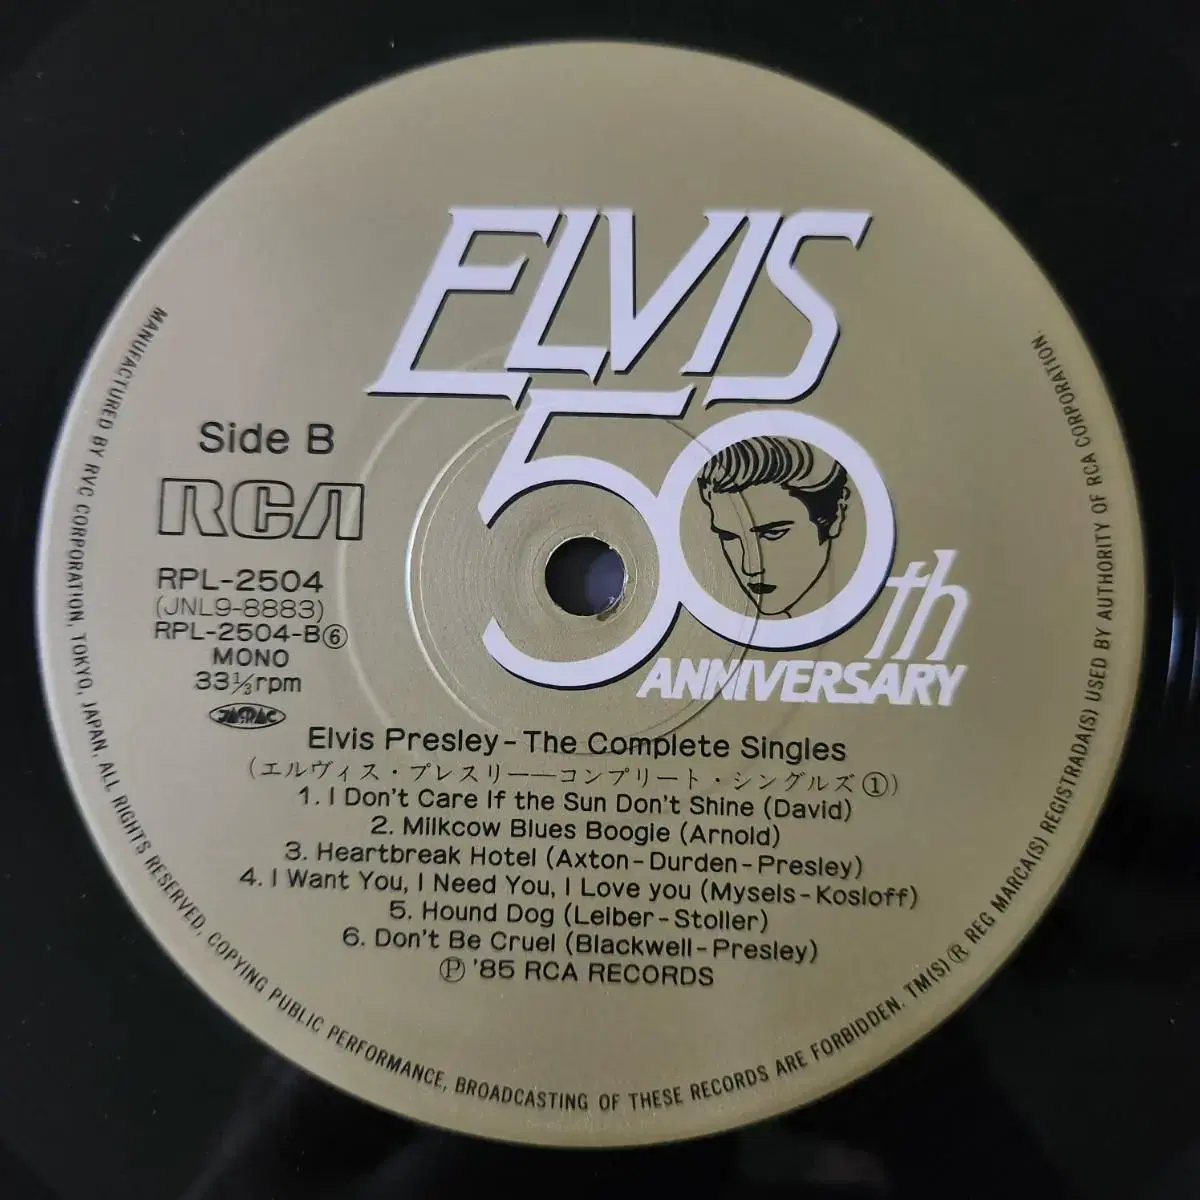 ELVIS
50th
ANNIVERSARY
Side B
RCA
RPL-2504
(JNL9-8883)
RPL-2504-B⑥
MONO
33⅓rpm
JASRAC
Elvis Presley-The Complete Singles
(エルヴィス・プレスリー──コンプリート・シングルズ①)
1. I Don't Care If the Sun Don't Shine (David)
2. Milkcow Blues Boogie (Arnold)
3. Heartbreak Hotel (Axton-Durden-Presley)
4. I Want You, I Need You, I Love you (Mysels-Kosloff)
5. Hound Dog (Leiber-Stoller)
6. Don't Be Cruel (Blackwell-Presley)
Ⓟ '85 RCA RECORDS
MANUFACTURED BY RVC CORPORATION, TOKYO, JAPAN, ALL RIGHTS RESERVED, COPYING PUBLIC PERFORMANCE, BROADCASTING OF THESE RECORDS ARE FORBIDDEN. TM(S) ® REG MARCA(S) REGISTRADA(S) USED BY AUTHORITY OF RCA CORPORATION.